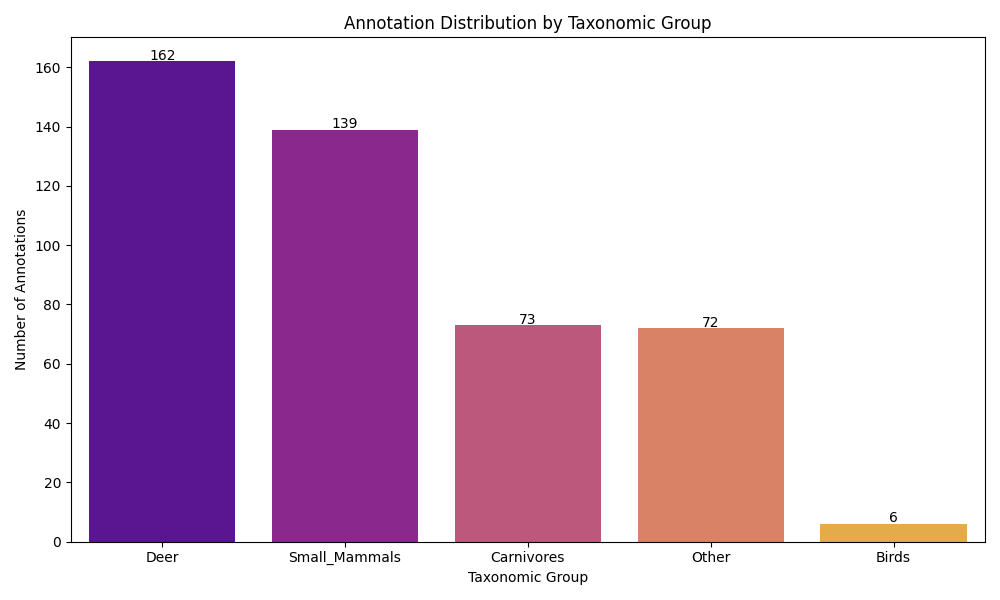 Annotation Distribution by Taxonomic Group
Number of Annotations
160
140
120
100
80
60
40
20
0
162
139
73
72
6
Deer
Small_Mammals
Carnivores
Other
Birds
Taxonomic Group